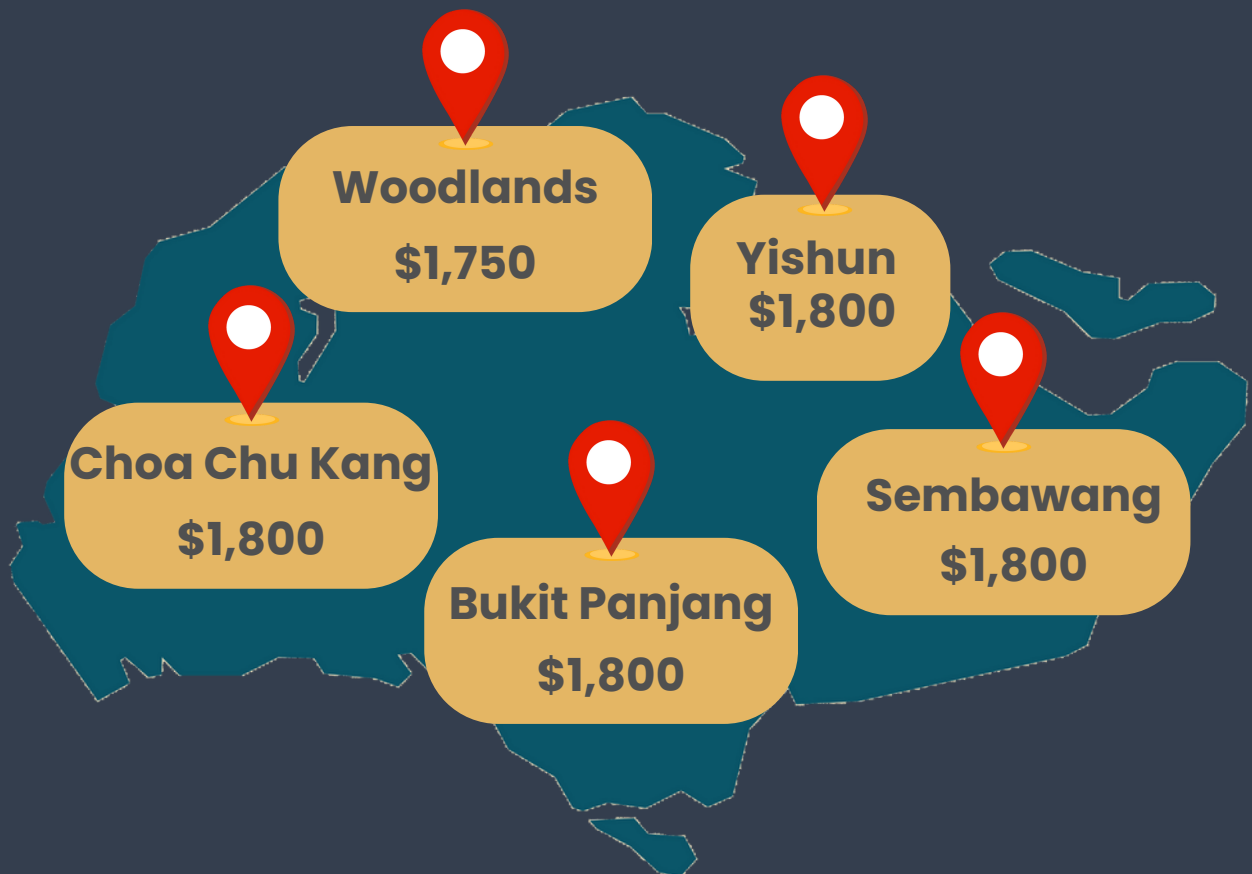 Woodlands
$1,750
Yishun
$1,800
Choa Chu Kang
$1,800
Sembawang
$1,800
Bukit Panjang
$1,800